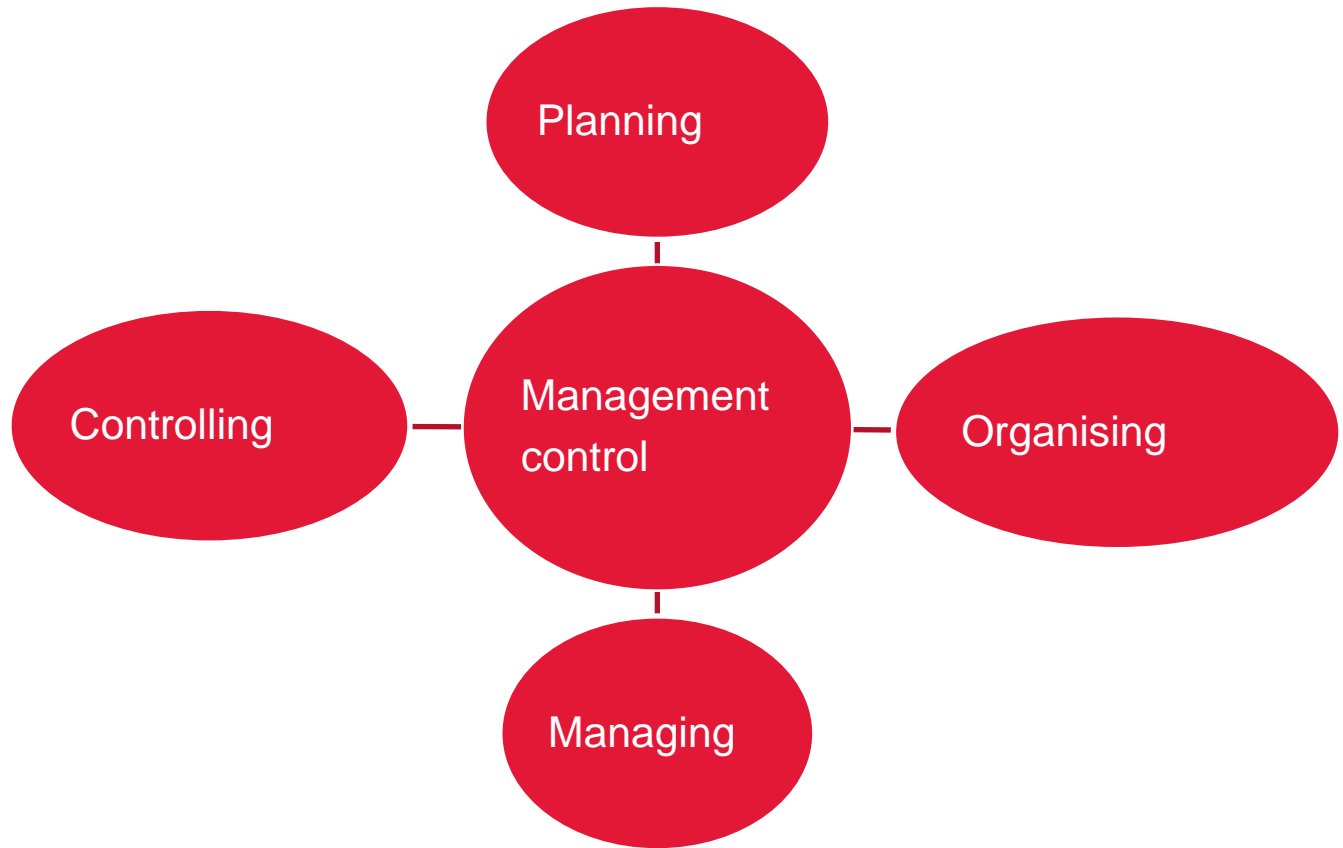 Planning
Controlling
Management
control
Organising
Managing